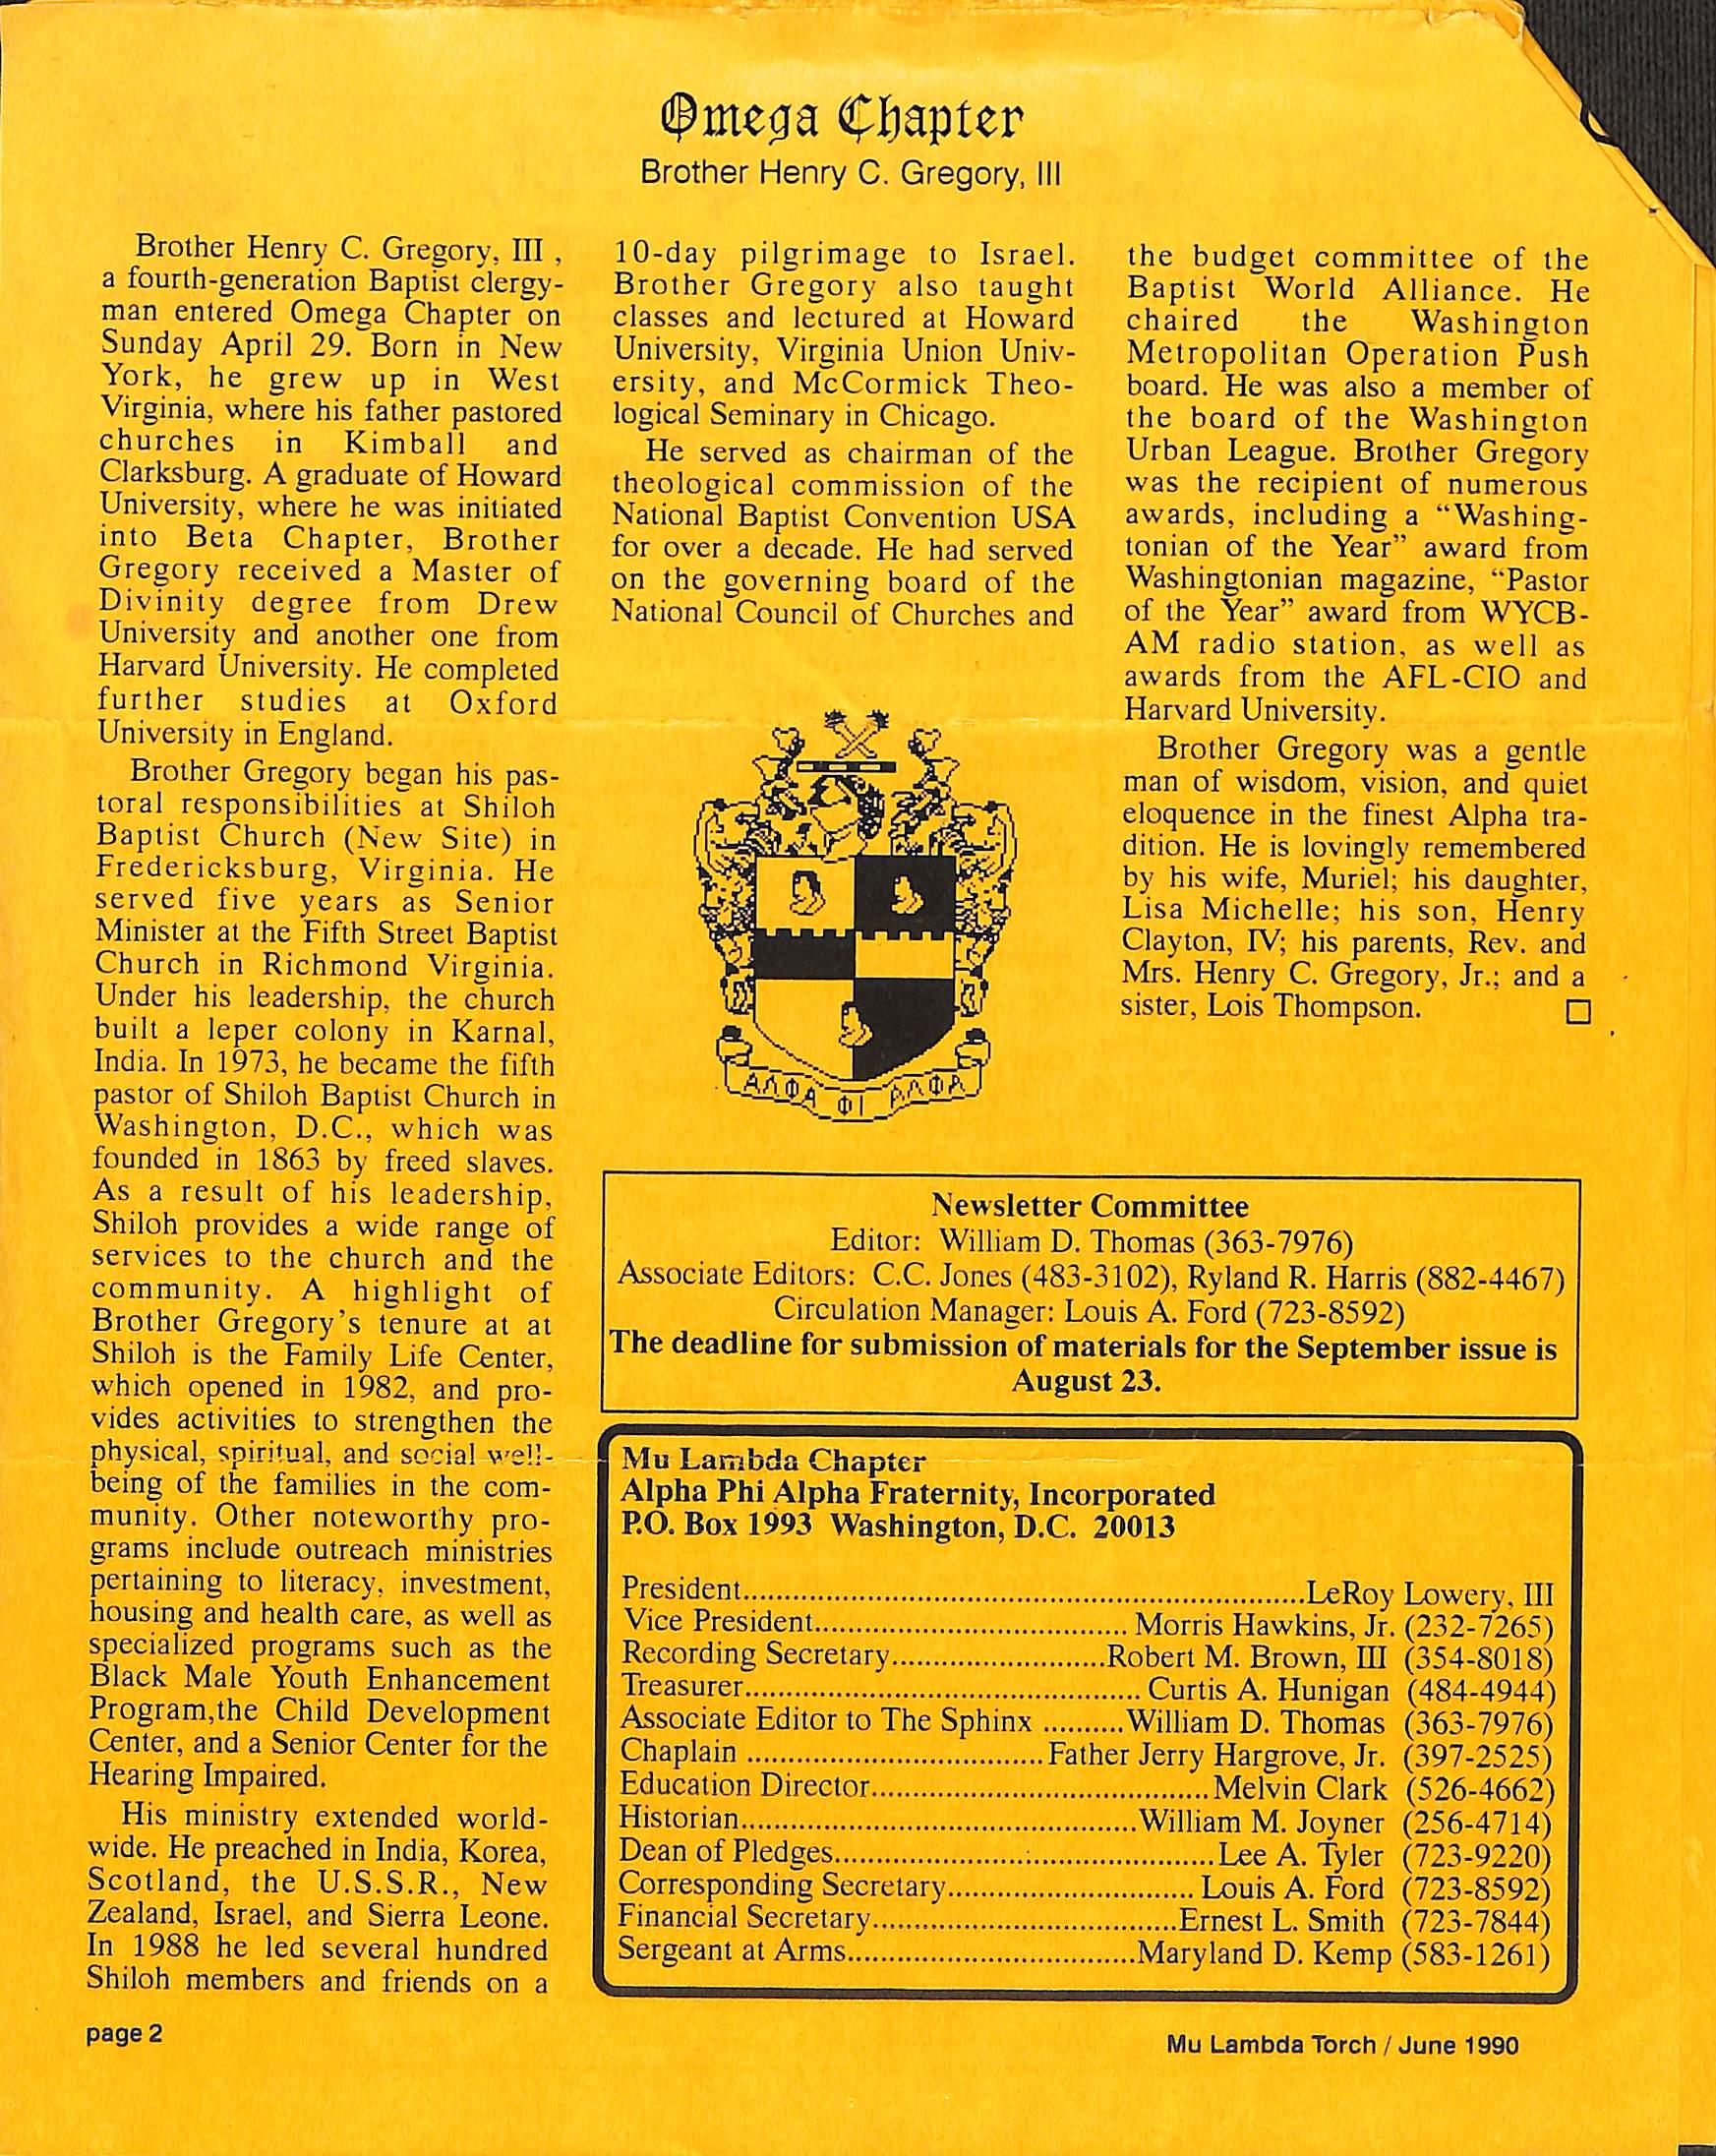 Omega Chapter
Brother Henry C. Gregory, III
Brother Henry C. Gregory, III ,
a fourth-generation Baptist clergy-
man entered Omega Chapter on
Sunday April 29. Born in New
York, he grew up in West
Virginia, where his father pastored
churches in Kimball and
Clarksburg. A graduate of Howard
University, where he was initiated
into Beta Chapter, Brother
Gregory received a Master of
Divinity degree from Drew
University and another one from
Harvard University. He completed
further studies at Oxford
University in England.
Brother Gregory began his pas-
toral responsibilities at Shiloh
Baptist Church (New Site) in
Fredericksburg, Virginia. He
served five years as Senior
Minister at the Fifth Street Baptist
Church in Richmond Virginia.
Under his leadership, the church
built a leper colony in Karnal,
India. In 1973, he became the fifth
pastor of Shiloh Baptist Church in
Washington, D.C., which was
founded in 1863 by freed slaves.
As a result of his leadership,
Shiloh provides a wide range of
services to the church and the
community. A highlight of
Brother Gregory's tenure at at
Shiloh is the Family Life Center,
which opened in 1982, and pro-
vides activities to strengthen the
physical, spiritual, and social well-
being of the families in the com-
munity. Other noteworthy pro-
grams include outreach ministries
pertaining to literacy, investment,
housing and health care, as well as
specialized programs such as the
Black Male Youth Enhancement
Program,the Child Development
Center, and a Senior Center for the
Hearing Impaired.
His ministry extended world-
wide. He preached in India, Korea,
Scotland, the U.S.S.R., New
Zealand, Israel, and Sierra Leone.
In 1988 he led several hundred
Shiloh members and friends on a
10-day pilgrimage to Israel.
Brother Gregory also taught
classes and lectured at Howard
University, Virginia Union Univ-
ersity, and McCormick Theo-
logical Seminary in Chicago.
He served as chairman of the
theological commission of the
National Baptist Convention USA
for over a decade. He had served
on the governing board of the
National Council of Churches and
the budget committee of the
Baptist World Alliance. He
chaired the Washington
Metropolitan Operation Push
board. He was also a member of
the board of the Washington
Urban League. Brother Gregory
was the recipient of numerous
awards, including a “Washing-
tonian of the Year” award from
Washingtonian magazine, “Pastor
of the Year” award from WYCB-
AM radio station, as well as
awards from the AFL-CIO and
Harvard University.
Brother Gregory was a gentle
man of wisdom, vision, and quiet
eloquence in the finest Alpha tra-
dition. He is lovingly remembered
by his wife, Muriel; his daughter,
Lisa Michelle; his son, Henry
Clayton, IV; his parents, Rev. and
Mrs. Henry C. Gregory, Jr.; and a
sister, Lois Thompson.
ΑΛΦΑ ΦΙ ΑΛΦΑ
Newsletter Committee
Editor: William D. Thomas (363-7976)
Associate Editors: C.C. Jones (483-3102), Ryland R. Harris (882-4467)
Circulation Manager: Louis A. Ford (723-8592)
The deadline for submission of materials for the September issue is
August 23.
Mu Lambda Chapter
Alpha Phi Alpha Fraternity, Incorporated
P.O. Box 1993 Washington, D.C. 20013
President......................................................................LeRoy Lowery, III
Vice President....................................... Morris Hawkins, Jr. (232-7265)
Recording Secretary...........................Robert M. Brown, III (354-8018)
Treasurer................................................. Curtis A. Hunigan (484-4944)
Associate Editor to The Sphinx ..........William D. Thomas (363-7976)
Chaplain .....................................Father Jerry Hargrove, Jr. (397-2525)
Education Director..........................................Melvin Clark (526-4662)
Historian.................................................William M. Joyner (256-4714)
Dean of Pledges...............................................Lee A. Tyler (723-9220)
Corresponding Secretary............................... Louis A. Ford (723-8592)
Financial Secretary......................................Ernest L. Smith (723-7844)
Sergeant at Arms....................................Maryland D. Kemp (583-1261)
page 2
Mu Lambda Torch / June 1990